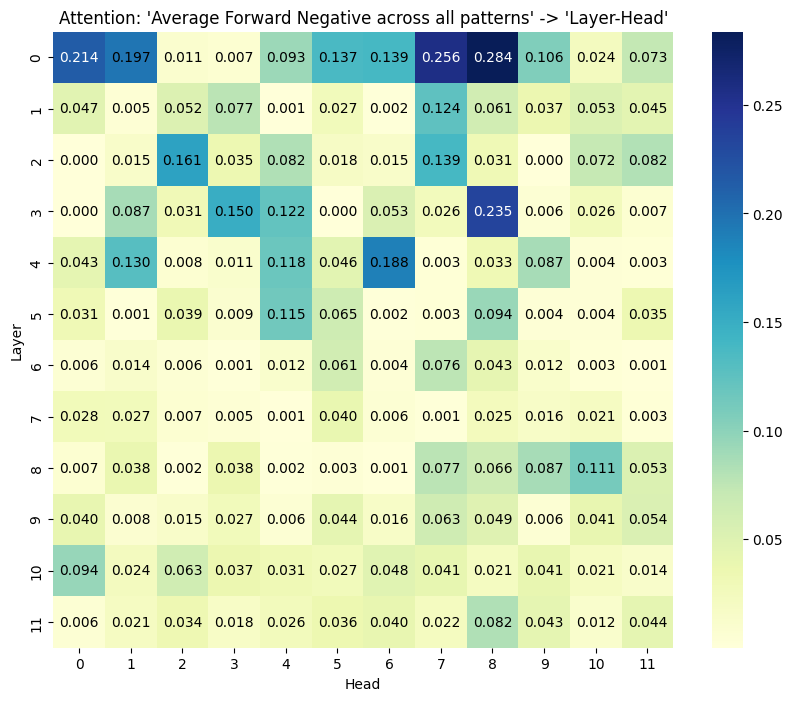 Attention: 'Average Forward Negative across all patterns' -> 'Layer-Head'
0 0.214 0.197 0.011 0.007 0.093 0.137 0.139 0.256 0.284 0.106 0.024 0.073
1 0.047 0.005 0.052 0.077 0.001 0.027 0.002 0.124 0.061 0.037 0.053 0.045
2 0.000 0.015 0.161 0.035 0.082 0.018 0.015 0.139 0.031 0.000 0.072 0.082
3 0.000 0.087 0.031 0.150 0.122 0.000 0.053 0.026 0.235 0.006 0.026 0.007
4 0.043 0.130 0.008 0.011 0.118 0.046 0.188 0.003 0.033 0.087 0.004 0.003
5 0.031 0.001 0.039 0.009 0.115 0.065 0.002 0.003 0.094 0.004 0.004 0.035
6 0.006 0.014 0.006 0.001 0.012 0.061 0.004 0.076 0.043 0.012 0.003 0.001
7 0.028 0.027 0.007 0.005 0.001 0.040 0.006 0.001 0.025 0.016 0.021 0.003
8 0.007 0.038 0.002 0.038 0.002 0.003 0.001 0.077 0.066 0.087 0.111 0.053
9 0.040 0.008 0.015 0.027 0.006 0.044 0.016 0.063 0.049 0.006 0.041 0.054
10 0.094 0.024 0.063 0.037 0.031 0.027 0.048 0.041 0.021 0.041 0.021 0.014
11 0.006 0.021 0.034 0.018 0.026 0.036 0.040 0.022 0.082 0.043 0.012 0.044
0 1 2 3 4 5 6 7 8 9 10 11
Head
Layer
0.25
0.20
0.15
0.10
0.05